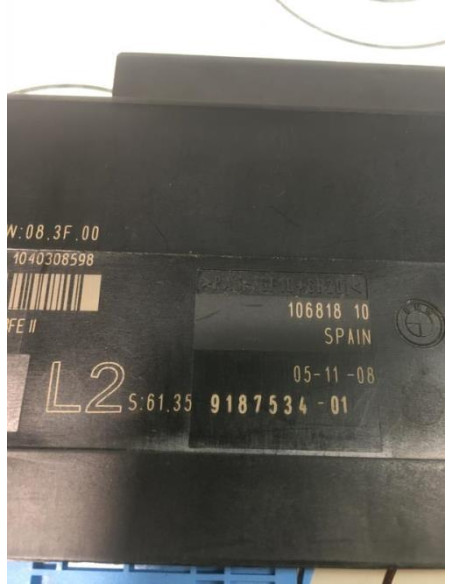 W:08.3F.00
1040308598
FE II
106818 10
SPAIN
05-11-08
L2 S:61.35 9187534-01